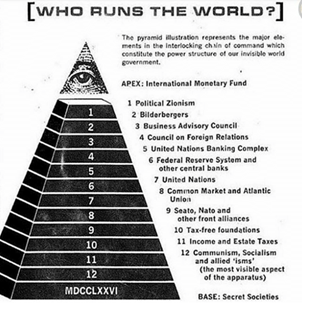 [WHO RUNS THE WORLD?]
The pyramid illustration represents the major ele-
ments in the interlocking chain of command which
constitute the power structure of our invisible world
government.
APEX: International Monetary Fund
1 Political Zionism
2 Bilderbergers
3 Business Advisory Council
4 Council on Foreign Relations
5 United Nations Banking Complex
6 Federal Reserve System and
other central banks
7 United Nations
8 Common Market and Atlantic
Union
9 Seato, Nato and
other front alliances
10 Tax-free foundations
11 Income and Estate Taxes
12 Communism, Socialism
and allied 'isms'
(the most visible aspect
of the apparatus)
BASE: Secret Societies
1
2
3
4
5
6
7
8
9
10
11
12
MDCCLXXVI